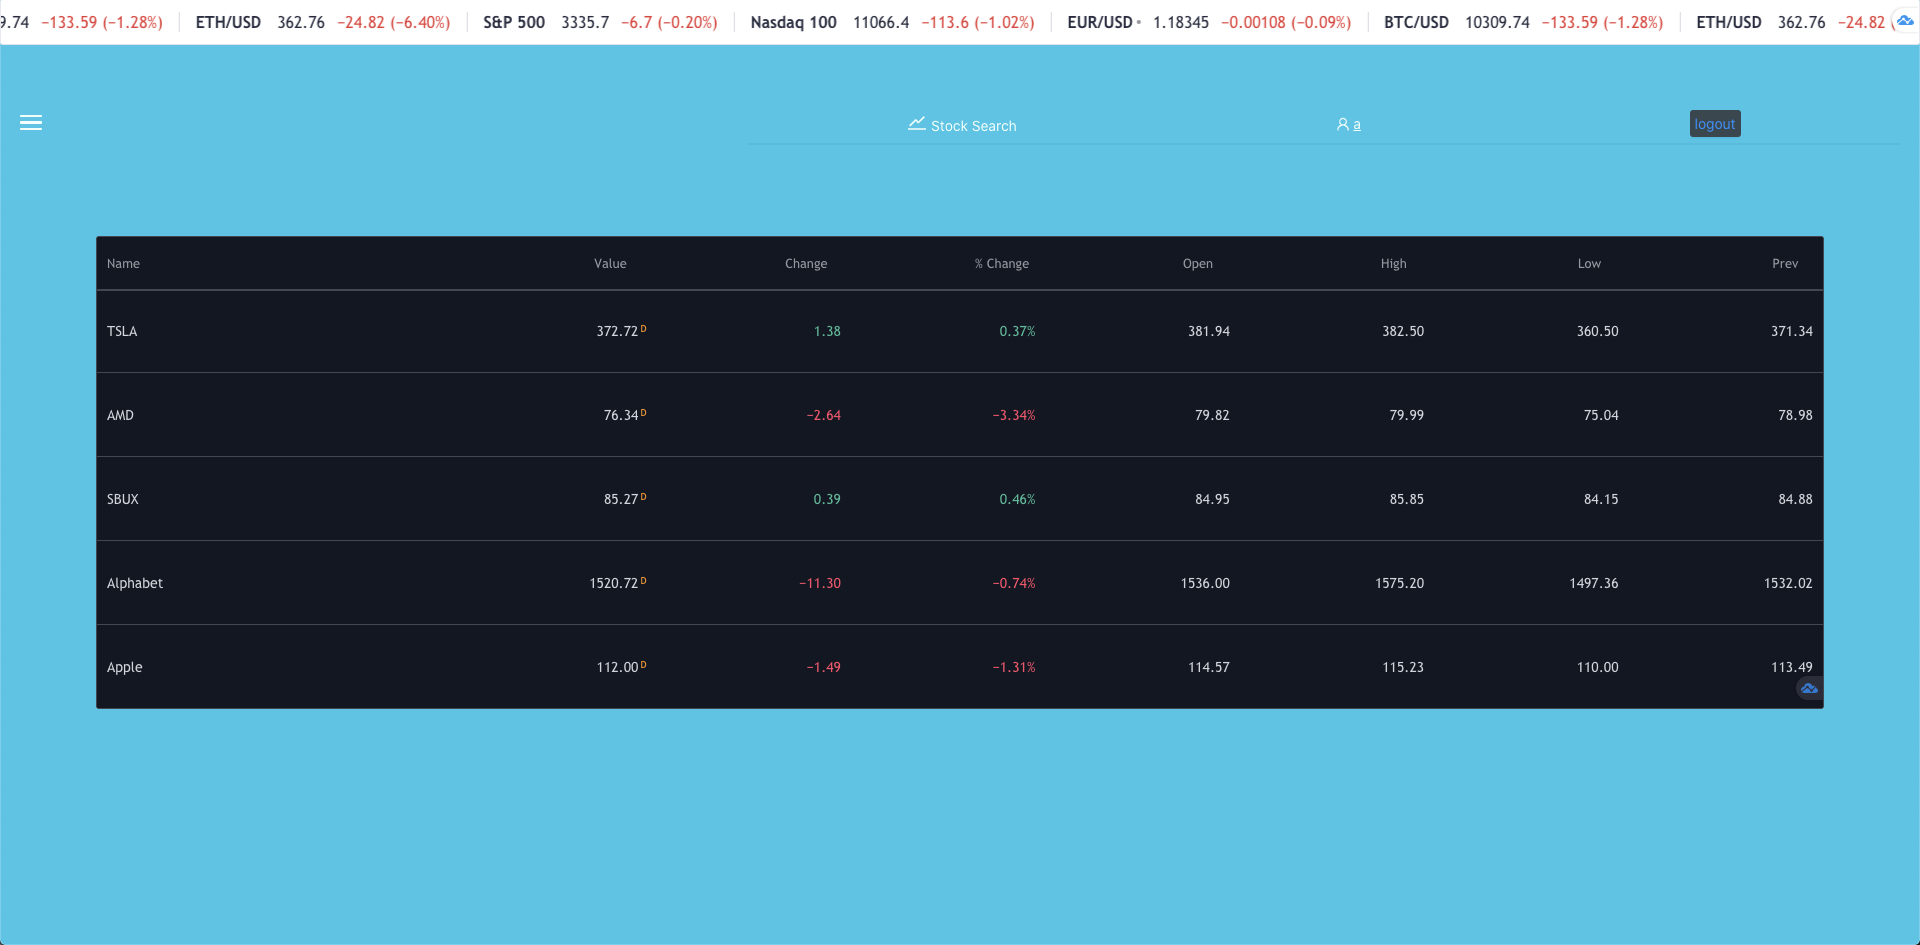 9.74 −133.59 (−1.28%) ETH/USD 362.76 −24.82 (−6.40%) S&P 500 3335.7 −6.7 (−0.20%) Nasdaq 100 11066.4 −113.6 (−1.02%) EUR/USD 1.18345 −0.00108 (−0.09%) BTC/USD 10309.74 −133.59 (−1.28%) ETH/USD 362.76 −24.82
Stock Search a logout
Name Value Change % Change Open High Low Prev
TSLA 372.72 D 1.38 0.37% 381.94 382.50 360.50 371.34
AMD 76.34 D −2.64 −3.34% 79.82 79.99 75.04 78.98
SBUX 85.27 D 0.39 0.46% 84.95 85.85 84.15 84.88
Alphabet 1520.72 D −11.30 −0.74% 1536.00 1575.20 1497.36 1532.02
Apple 112.00 D −1.49 −1.31% 114.57 115.23 110.00 113.49